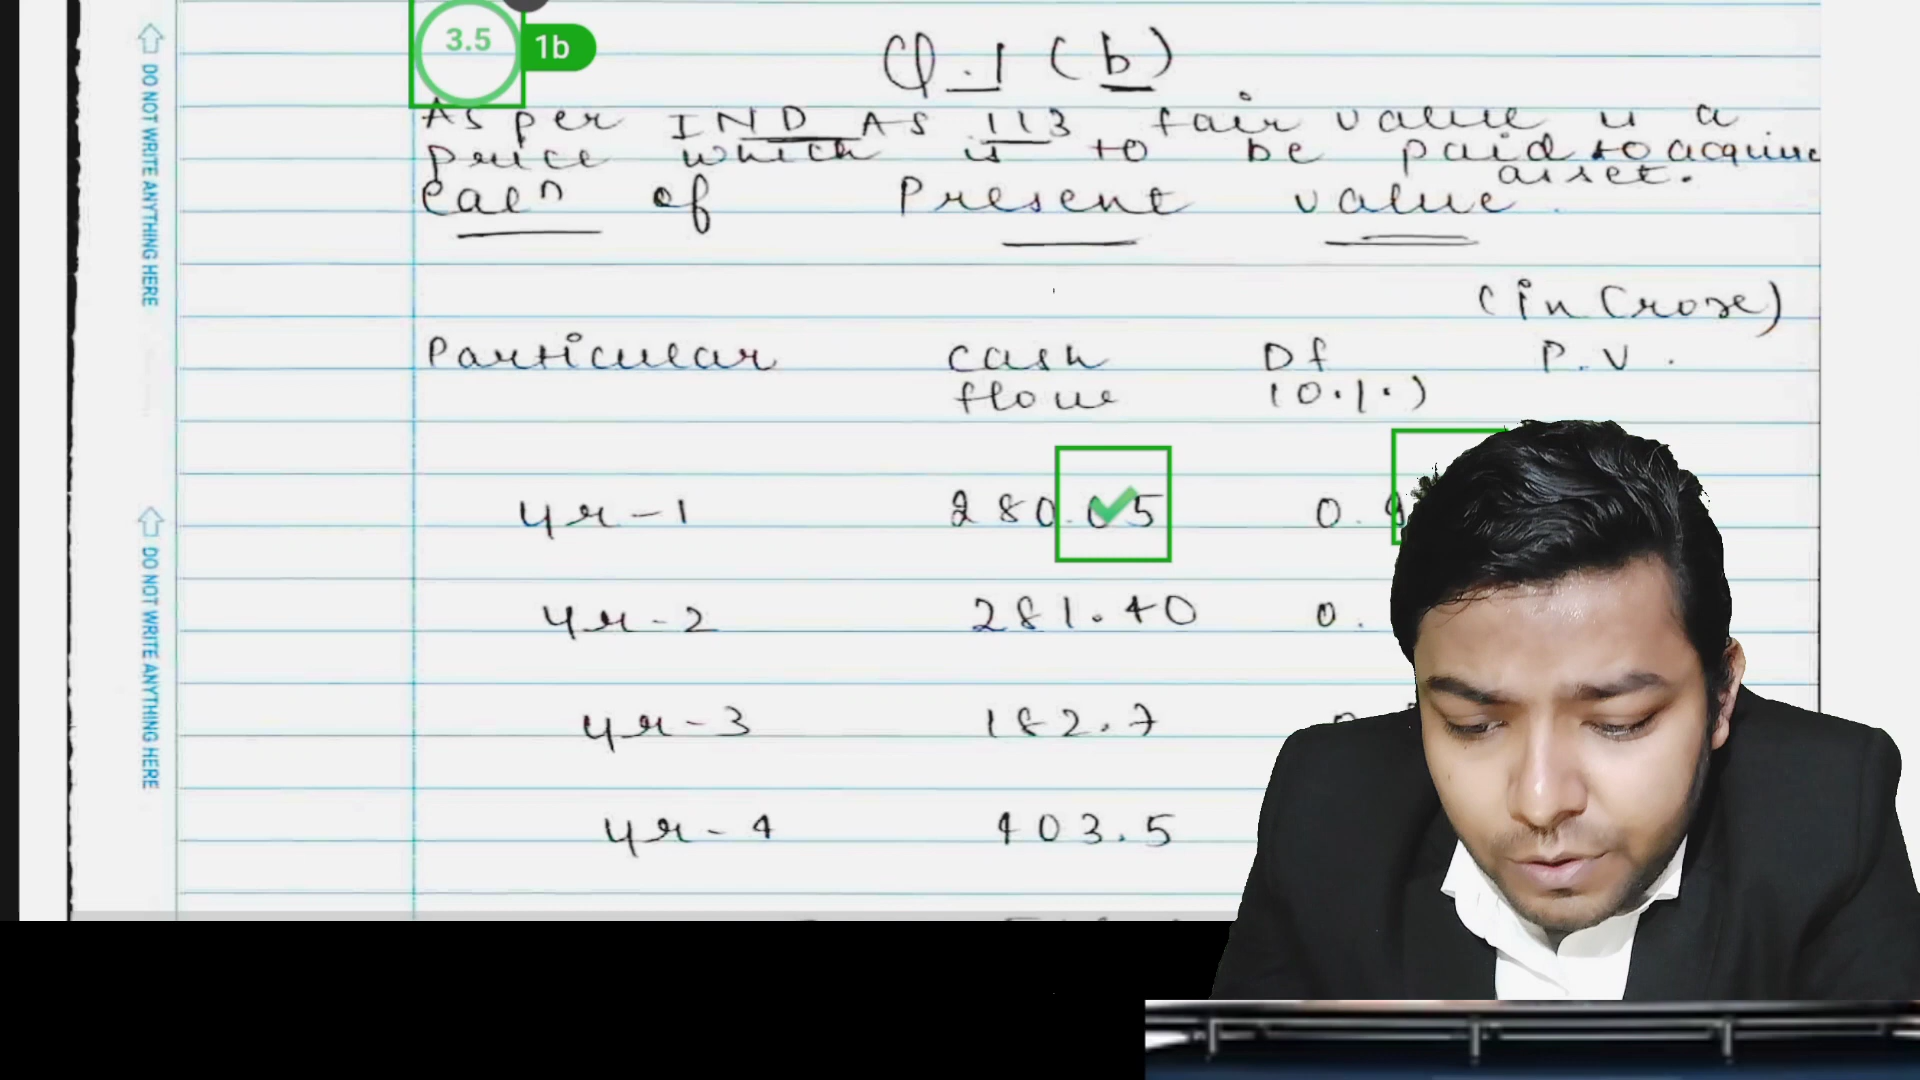 3.5
1b
Q.1 (b)
As per IND AS 113 fair value is a
price which is to be paid to acquire
asset.
Caln of Present value.
(in Crore)
Particular Cash Df P.V.
flow 10%)
yr-1 280.05 0.9
yr-2 281.40 0.
yr-3 182.7 0.
yr-4 403.5
DO NOT WRITE ANYTHING HERE
DO NOT WRITE ANYTHING HERE